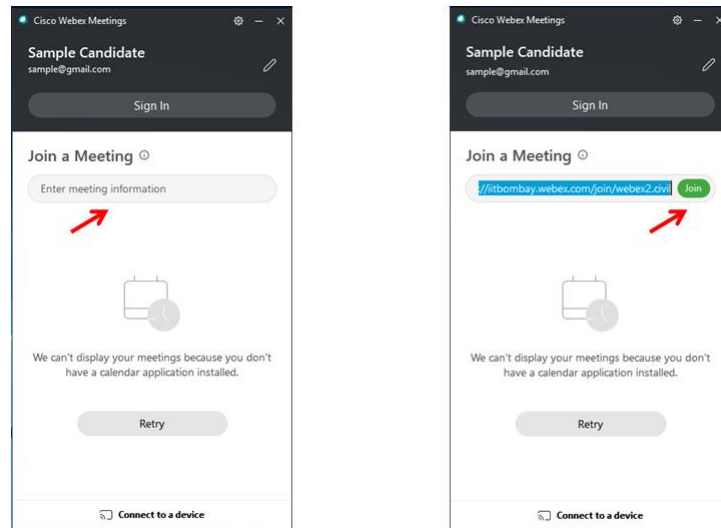 Cisco Webex Meetings
Sample Candidate
sample@gmail.com
Sign In
Join a Meeting
Enter meeting information
We can't display your meetings because you don't
have a calendar application installed.
Retry
Connect to a device
Cisco Webex Meetings
Sample Candidate
sample@gmail.com
Sign In
Join a Meeting
://iitbombay.webex.com/join/webex2.civil Join
We can't display your meetings because you don't
have a calendar application installed.
Retry
Connect to a device